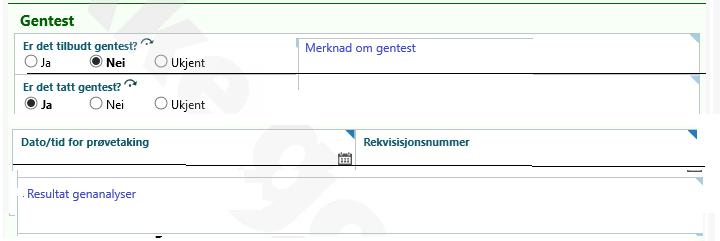 Gentest
Er det tilbudt gentest?
Merknad om gentest
Ja Nei Ukjent
Er det tatt gentest?
Ja Nei Ukjent
Dato/tid for prøvetaking Rekvisisjonsnummer
Resultat genanalyser